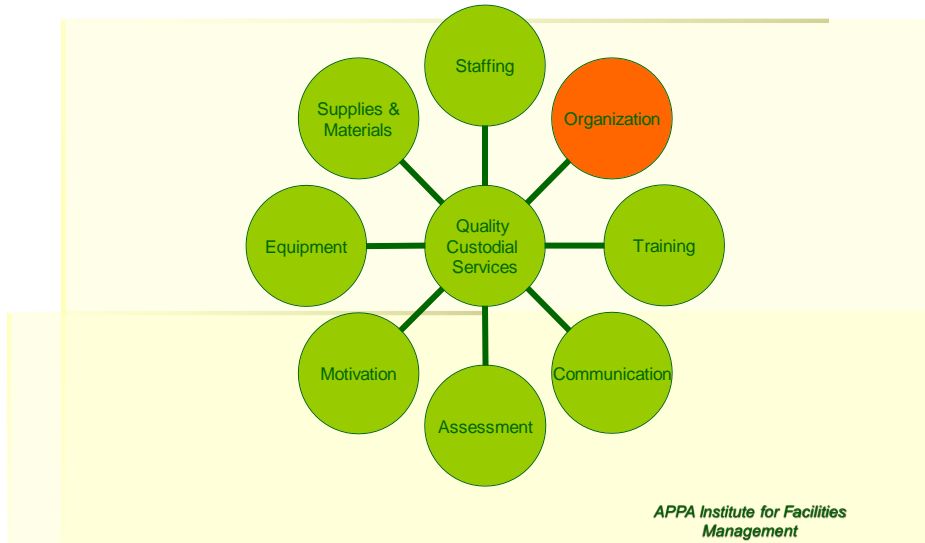 Staffing
Supplies &
Materials
Organization
Equipment
Quality
Custodial
Services
Training
Motivation
Communication
Assessment
APPA Institute for Facilities
Management